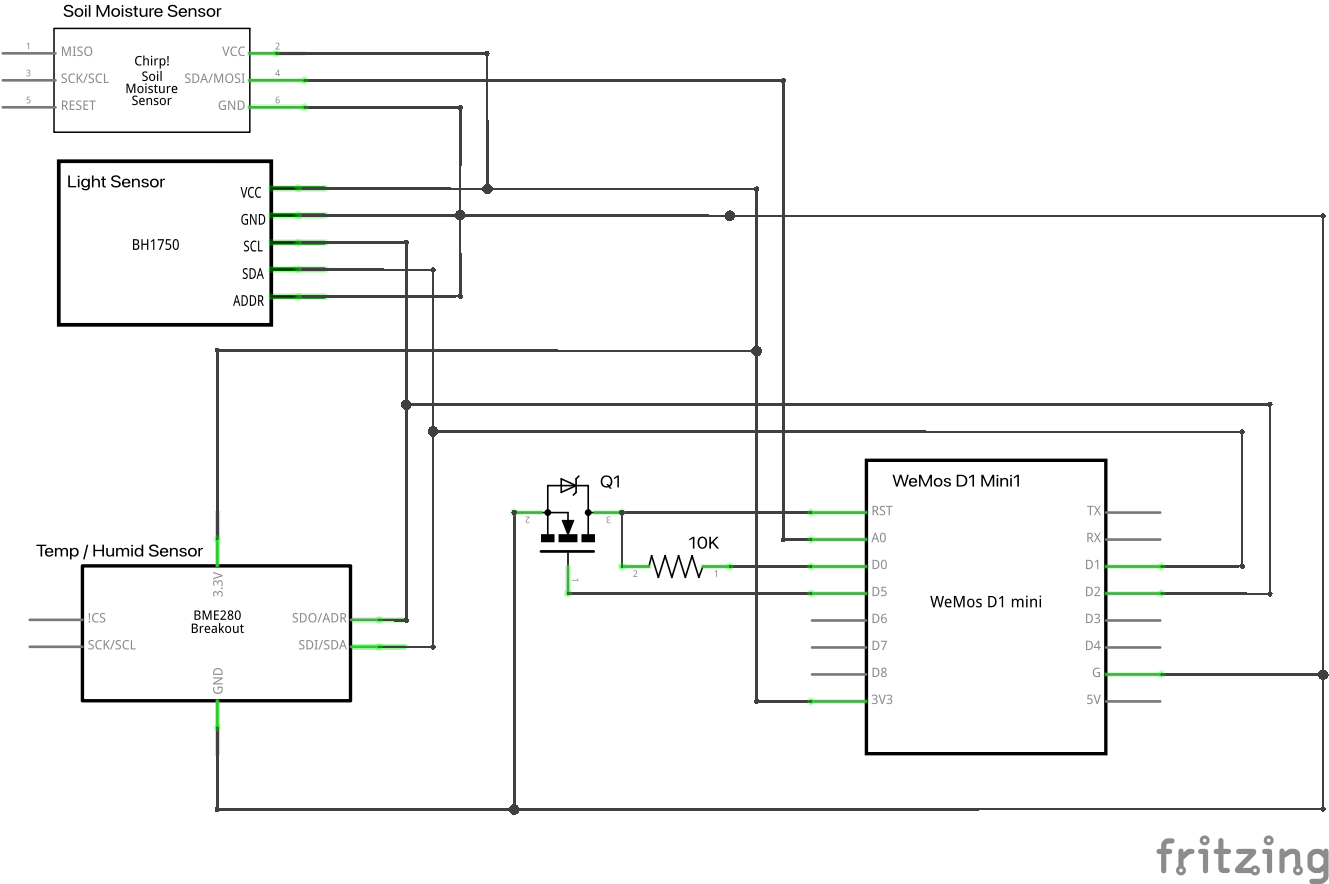 Soil Moisture Sensor
1 MISO VCC 2
3 SCK/SCL SDA/MOSI 4
5 RESET GND 6
Chirp!
Soil
Moisture
Sensor
Light Sensor
BH1750
VCC
GND
SCL
SDA
ADDR
Temp / Humid Sensor
3.3V
!CS
SCK/SCL
BME280
Breakout
SDO/ADR
SDI/SDA
GND
Q1
2
3
1
10K
2
1
WeMos D1 Mini1
WeMos D1 mini
RST
A0
D0
D5
D6
D7
D8
3V3
TX
RX
D1
D2
D3
D4
G
5V
fritzing